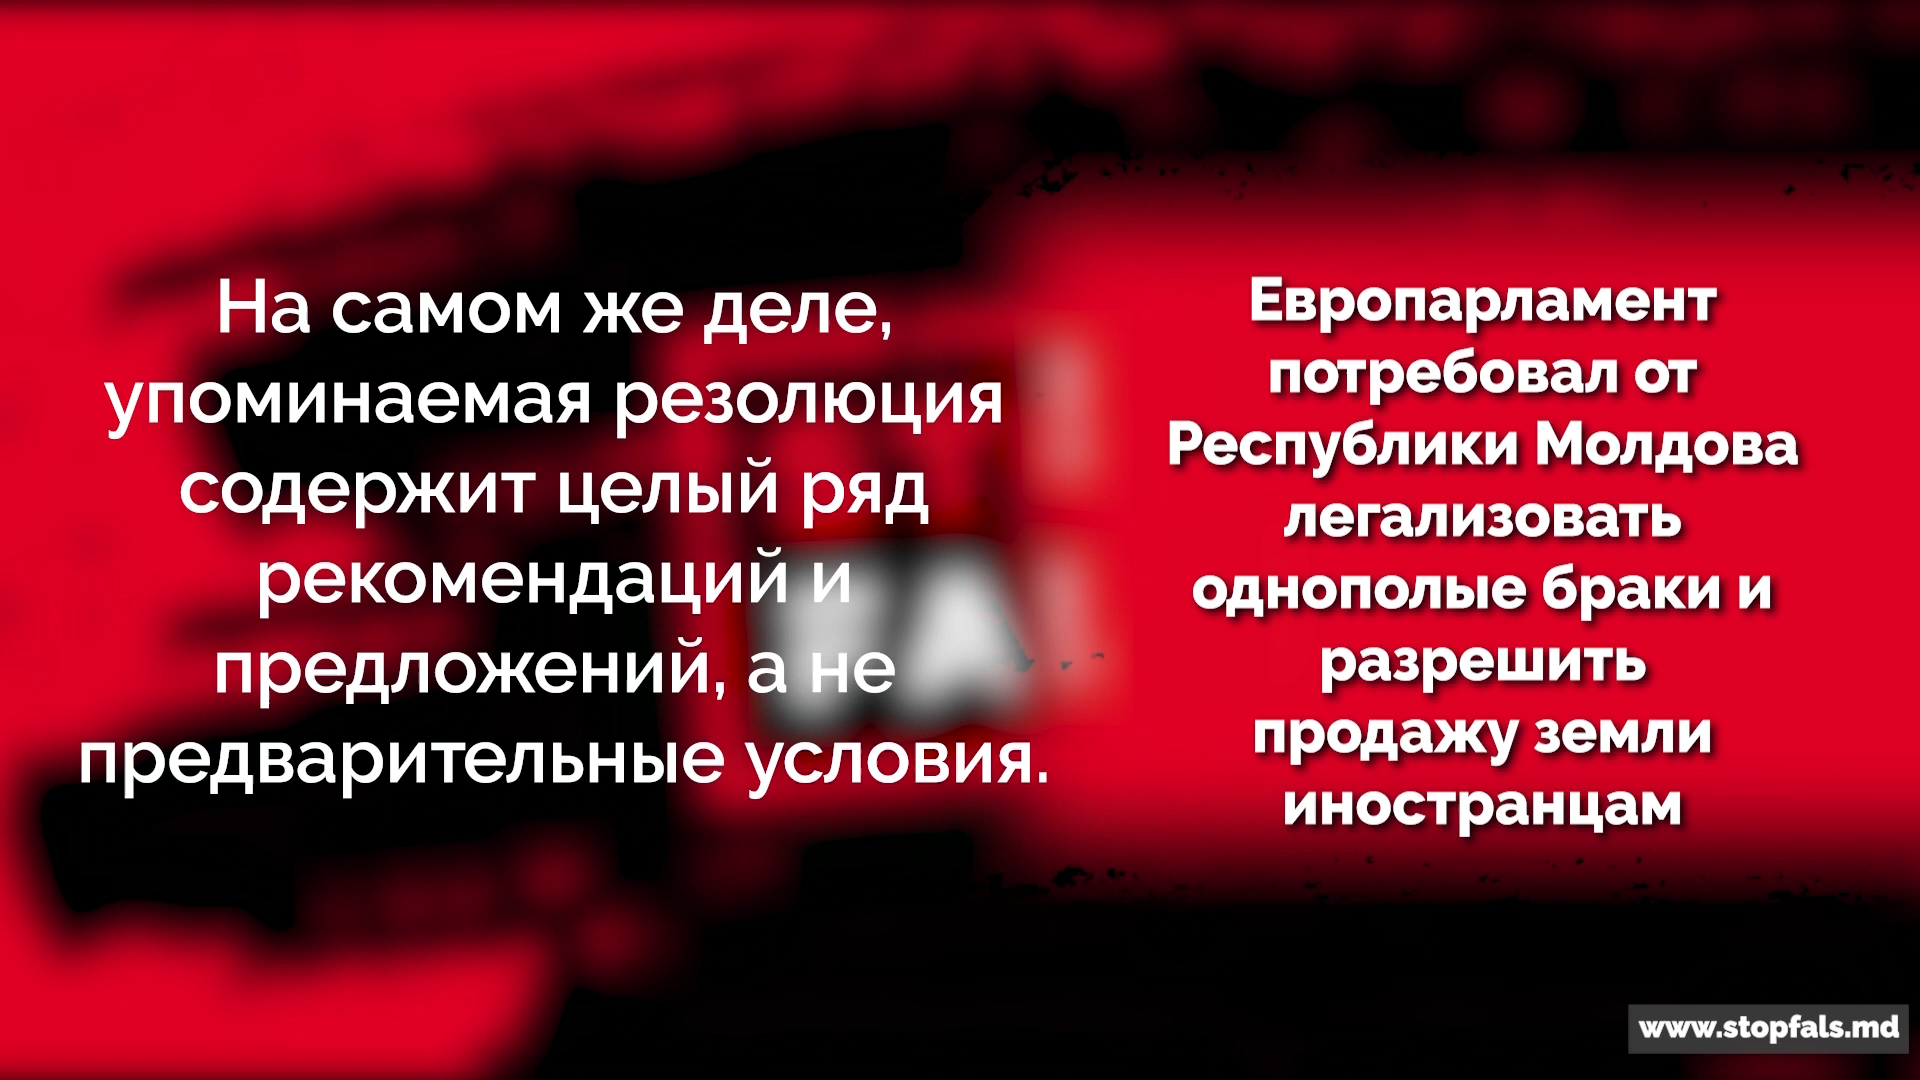 На самом же деле,
упоминаемая резолюция
содержит целый ряд
рекомендаций и
предложений, а не
предварительные условия.
Европарламент
потребовал от
Республики Молдова
легализовать
однополые браки и
разрешить
продажу земли
иностранцам
www.stopfals.md